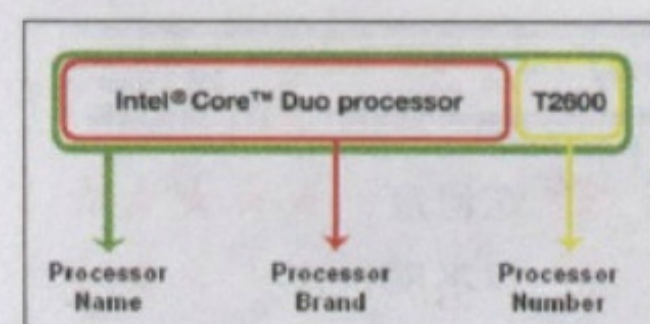 Intel® Core™ Duo processor T2600
Processor Name
Processor Brand
Processor Number